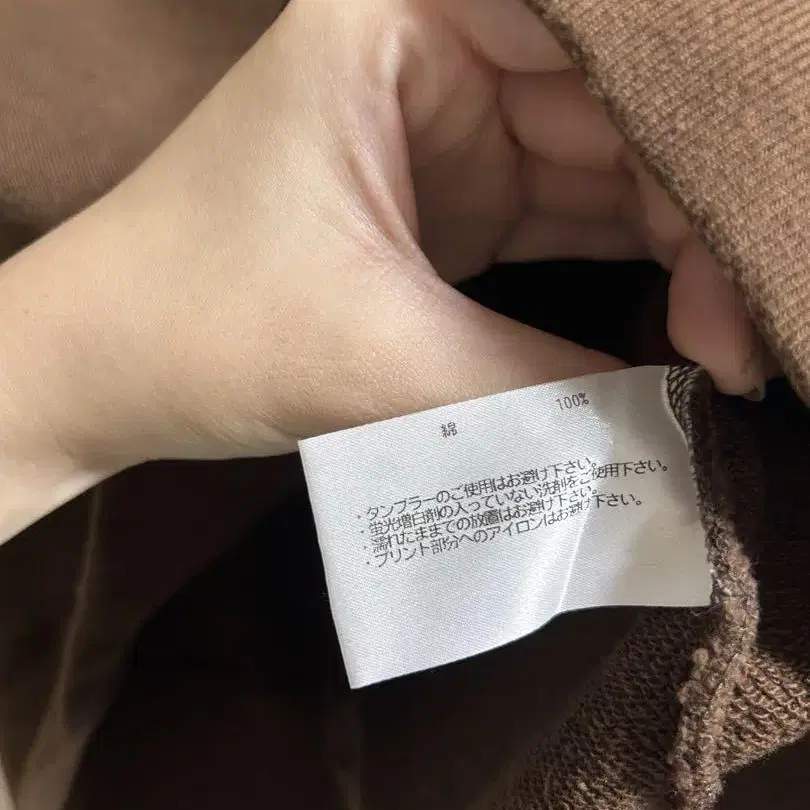 綿 100%
・タンブラーのご使用はお避け下さい。
・蛍光増白剤の入っていない洗剤をご使用下さい。
・濡れたままでの放置はお避け下さい。
・プリント部分へのアイロンはお避け下さい。